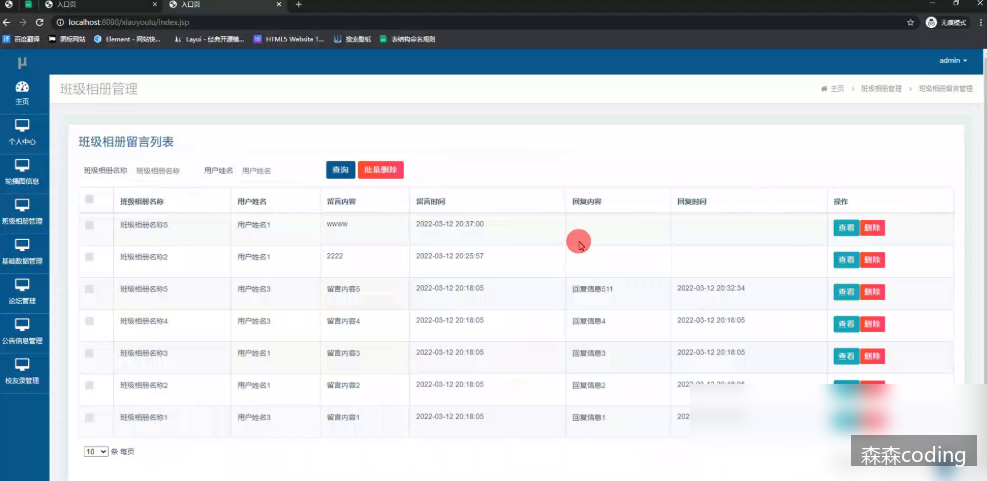 入口页 入口页
localhost:8080/xiaoyoulu/index.jsp 无痕模式
百度翻译 图标网站 Element - 网站快... Layui - 经典开源模... HTML5 Website T... 搜索壁纸 表结构命名规则
μ admin
主页
个人中心
轮播图信息
班级相册管理
基础数据管理
论坛管理
公告信息管理
校友录管理
班级相册管理 主页 > 班级相册管理 > 班级相册留言管理
班级相册留言列表
班级相册名称 班级相册名称 用户姓名 用户姓名 查询 批量删除
班级相册名称 用户姓名 留言内容 留言时间 回复内容 回复时间 操作
班级相册名称5 用户姓名1 wwww 2022-03-12 20:37:00 查看 删除
班级相册名称2 用户姓名1 2222 2022-03-12 20:25:57 查看 删除
班级相册名称5 用户姓名3 留言内容5 2022-03-12 20:18:05 回复信息511 2022-03-12 20:32:34 查看 删除
班级相册名称4 用户姓名3 留言内容4 2022-03-12 20:18:05 回复信息4 2022-03-12 20:18:05 查看 删除
班级相册名称3 用户姓名1 留言内容3 2022-03-12 20:18:05 回复信息3 2022-03-12 20:18:05 查看 删除
班级相册名称2 用户姓名1 留言内容2 2022-03-12 20:18:05 回复信息2 2022-03-12 20:18:05
班级相册名称1 用户姓名3 留言内容1 2022-03-12 20:18:05 回复信息1 202
10 条 每页
森森coding